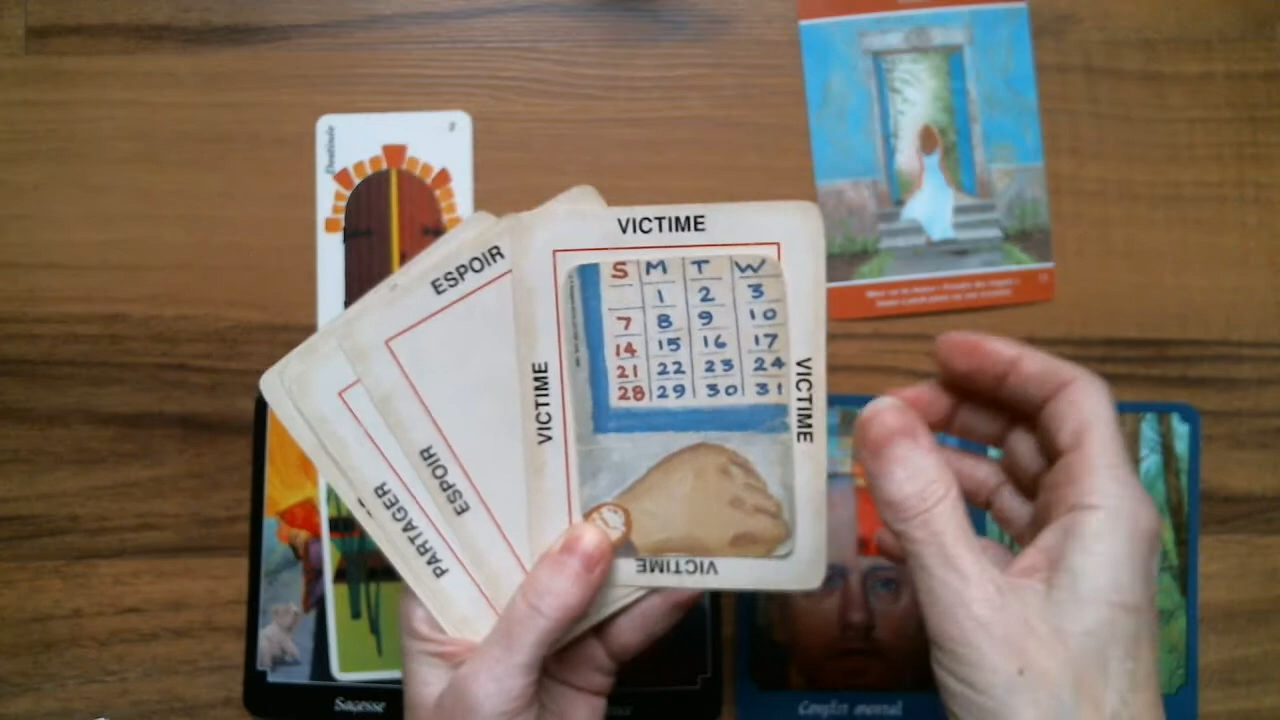 Destinée
VICTIME
VICTIME
VICTIME
VICTIME
S M T W
1 2 3
7 8 9 10
14 15 16 17
21 22 23 24
28 29 30 31
ESPOIR
ESPOIR
PARTAGER
Sagesse
Conflit mental